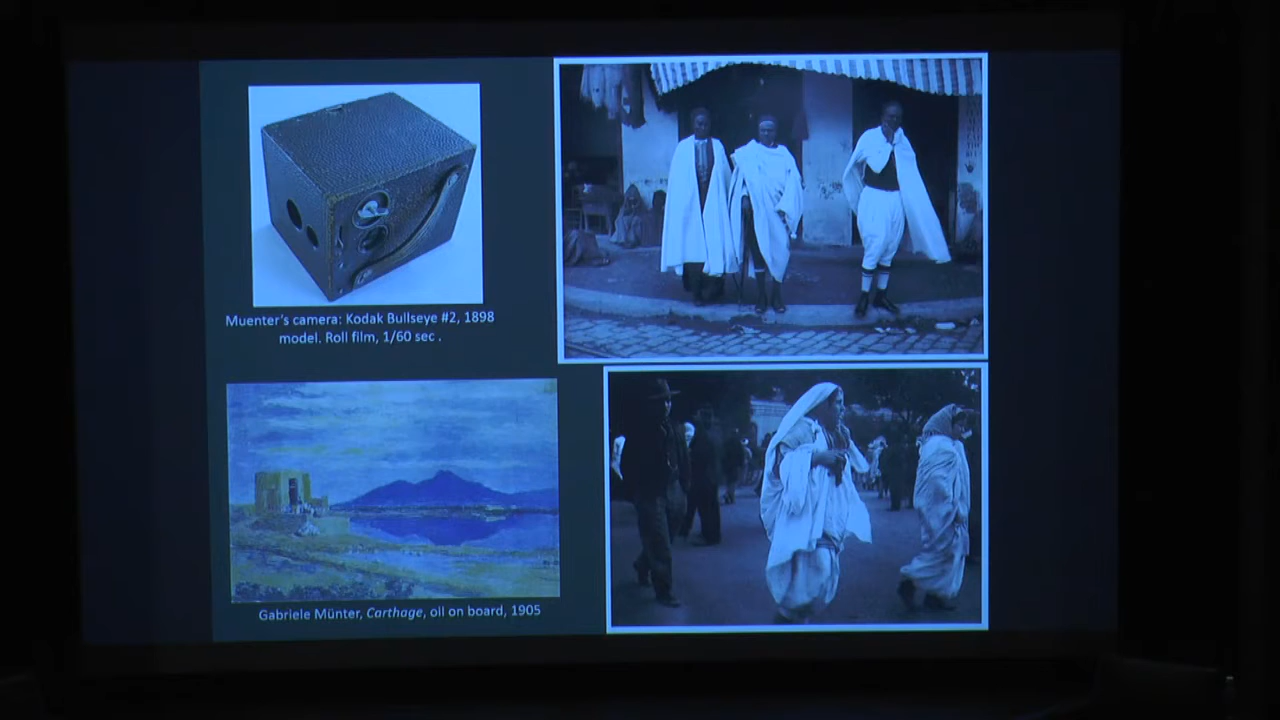 Muenter's camera: Kodak Bullseye #2, 1898
model. Roll film, 1/60 sec .
Gabriele Münter, Carthage, oil on board, 1905